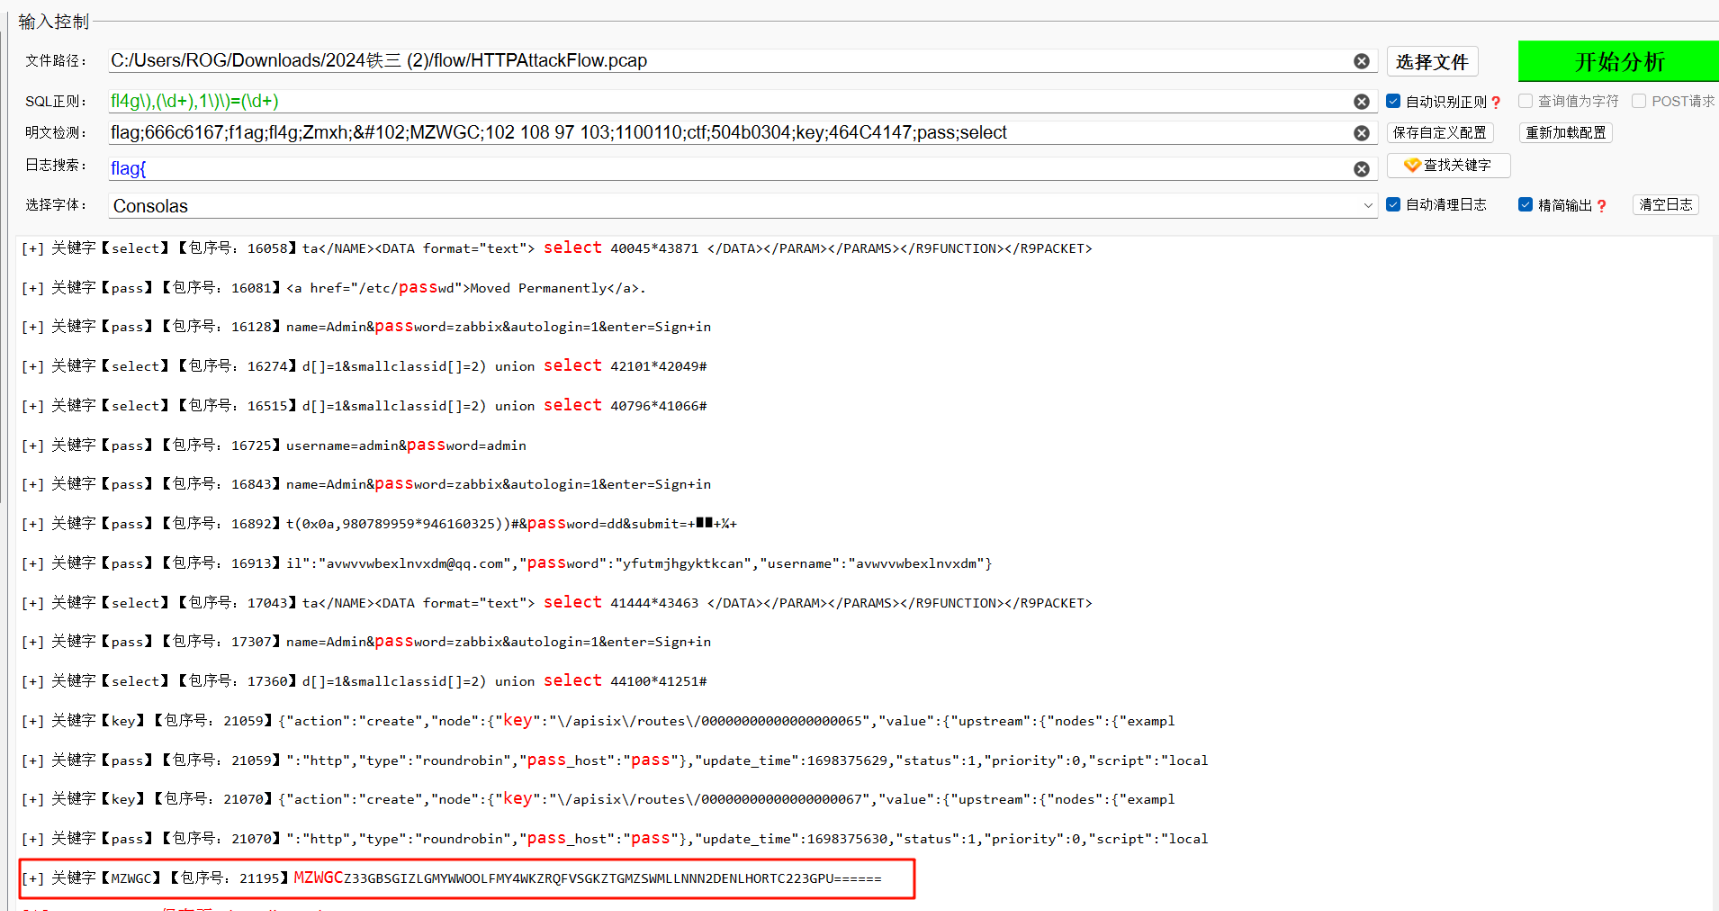 输入控制
文件路径： C:/Users/ROG/Downloads/2024铁三 (2)/flow/HTTPAttackFlow.pcap 选择文件 开始分析
SQL正则： fl4g\),(\d+),1\)\)=(\d+) 自动识别正则❓ 查询值为字符 POST请求
明文检测： flag;666c6167;f1ag;fl4g;Zmxh;&#102;MZWGC;102 108 97 103;1100110;ctf;504b0304;key;464C4147;pass;select 保存自定义配置 重新加载配置
日志搜索： flag{ 查找关键字
选择字体： Consolas 自动清理日志 精简输出❓ 清空日志
[+] 关键字【select】【包序号：16058】ta</NAME><DATA format="text"> select 40045*43871 </DATA></PARAM></PARAMS></R9FUNCTION></R9PACKET>
[+] 关键字【pass】【包序号：16081】<a href="/etc/passwd">Moved Permanently</a>.
[+] 关键字【pass】【包序号：16128】name=Admin&password=zabbix&autologin=1&enter=Sign+in
[+] 关键字【select】【包序号：16274】d[]=1&smallclassid[]=2) union select 42101*42049#
[+] 关键字【select】【包序号：16515】d[]=1&smallclassid[]=2) union select 40796*41066#
[+] 关键字【pass】【包序号：16725】username=admin&password=admin
[+] 关键字【pass】【包序号：16843】name=Admin&password=zabbix&autologin=1&enter=Sign+in
[+] 关键字【pass】【包序号：16892】t(0x0a,980789959*946160325))#&password=dd&submit=+■■+¼+
[+] 关键字【pass】【包序号：16913】il":"avwvvwbexlnvxdm@qq.com","password":"yfutmjhgyktkcan","username":"avwvvwbexlnvxdm"}
[+] 关键字【select】【包序号：17043】ta</NAME><DATA format="text"> select 41444*43463 </DATA></PARAM></PARAMS></R9FUNCTION></R9PACKET>
[+] 关键字【pass】【包序号：17307】name=Admin&password=zabbix&autologin=1&enter=Sign+in
[+] 关键字【select】【包序号：17360】d[]=1&smallclassid[]=2) union select 44100*41251#
[+] 关键字【key】【包序号：21059】{"action":"create","node":{"key":"\/apisix\/routes\/00000000000000000065","value":{"upstream":{"nodes":{"exampl
[+] 关键字【pass】【包序号：21059】":"http","type":"roundrobin","pass_host":"pass"},"update_time":1698375629,"status":1,"priority":0,"script":"local
[+] 关键字【key】【包序号：21070】{"action":"create","node":{"key":"\/apisix\/routes\/00000000000000000067","value":{"upstream":{"nodes":{"exampl
[+] 关键字【pass】【包序号：21070】":"http","type":"roundrobin","pass_host":"pass"},"update_time":1698375630,"status":1,"priority":0,"script":"local
[+] 关键字【MZWGC】【包序号：21195】MZWGCZ33GBSGIZLGMYWWOOLFMY4WKZRQFVSGKZTGMZSWMLLNNN2DENLHORTC223GPU======